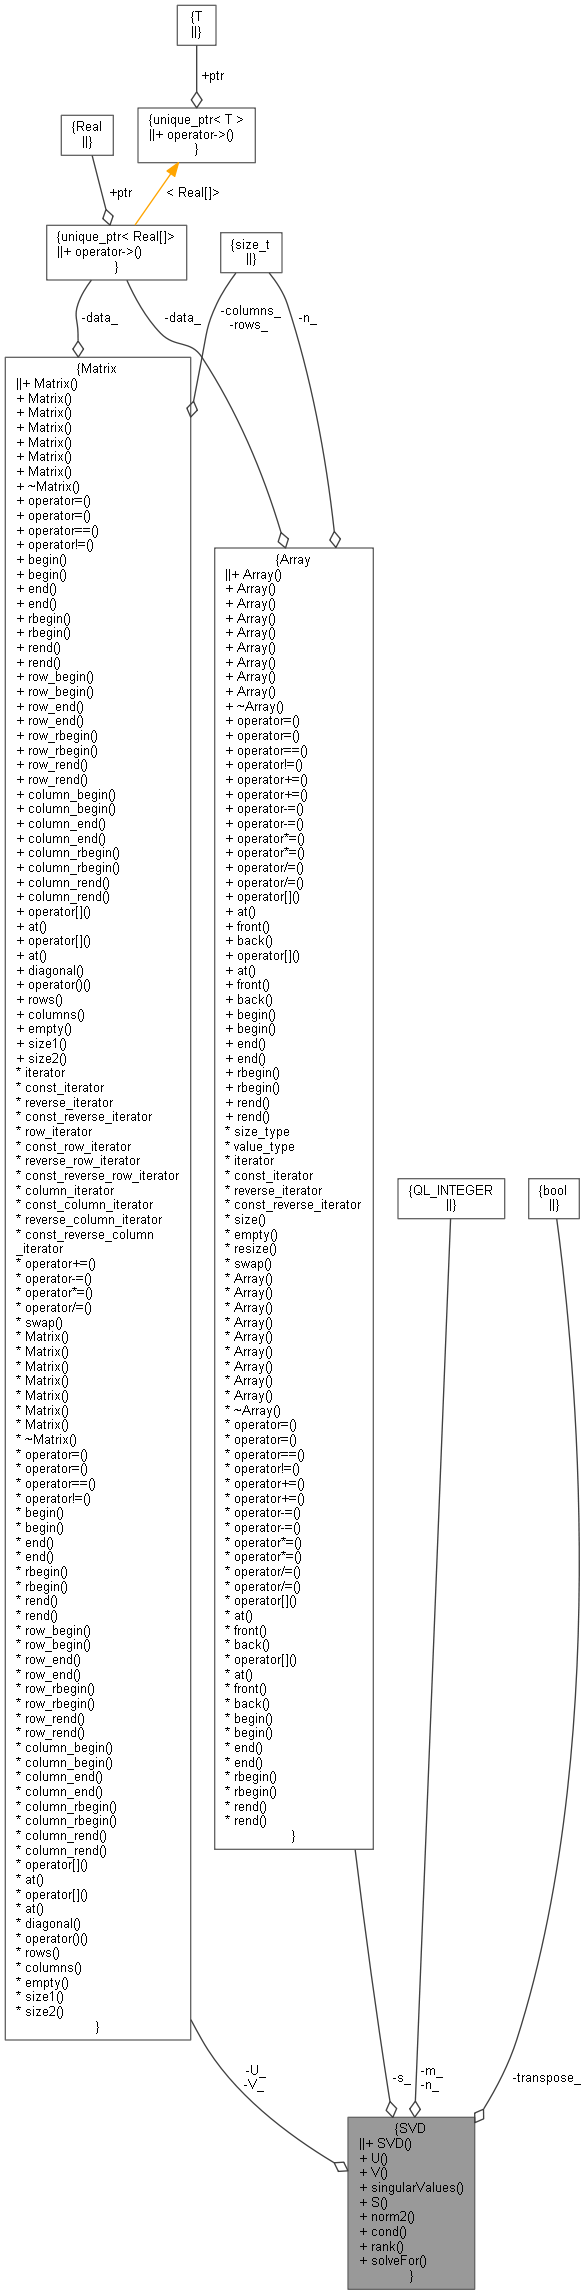 {T
||}
+ptr
{unique_ptr< T >
||+ operator->()
}
{Real
||}
+ptr
< Real[]>
{unique_ptr< Real[]>
||+ operator->()
}
{size_t
||}
-data_
-data_
-columns_
-rows_
-n_
{Matrix
||+ Matrix()
+ Matrix()
+ Matrix()
+ Matrix()
+ Matrix()
+ Matrix()
+ Matrix()
+ ~Matrix()
+ operator=()
+ operator=()
+ operator==()
+ operator!=()
+ begin()
+ begin()
+ end()
+ end()
+ rbegin()
+ rbegin()
+ rend()
+ rend()
+ row_begin()
+ row_begin()
+ row_end()
+ row_end()
+ row_rbegin()
+ row_rbegin()
+ row_rend()
+ row_rend()
+ column_begin()
+ column_begin()
+ column_end()
+ column_end()
+ column_rbegin()
+ column_rbegin()
+ column_rend()
+ column_rend()
+ operator[]()
+ at()
+ operator[]()
+ at()
+ diagonal()
+ operator()()
+ rows()
+ columns()
+ empty()
+ size1()
+ size2()
* iterator
* const_iterator
* reverse_iterator
* const_reverse_iterator
* row_iterator
* const_row_iterator
* reverse_row_iterator
* const_reverse_row_iterator
* column_iterator
* const_column_iterator
* reverse_column_iterator
* const_reverse_column
_iterator
* operator+=()
* operator-=()
* operator*=()
* operator/=()
* swap()
* Matrix()
* Matrix()
* Matrix()
* Matrix()
* Matrix()
* Matrix()
* Matrix()
* ~Matrix()
* operator=()
* operator=()
* operator==()
* operator!=()
* begin()
* begin()
* end()
* end()
* rbegin()
* rbegin()
* rend()
* rend()
* row_begin()
* row_begin()
* row_end()
* row_end()
* row_rbegin()
* row_rbegin()
* row_rend()
* row_rend()
* column_begin()
* column_begin()
* column_end()
* column_end()
* column_rbegin()
* column_rbegin()
* column_rend()
* column_rend()
* operator[]()
* at()
* operator[]()
* at()
* diagonal()
* operator()()
* rows()
* columns()
* empty()
* size1()
* size2()
}
{Array
||+ Array()
+ Array()
+ Array()
+ Array()
+ Array()
+ Array()
+ Array()
+ Array()
+ Array()
+ ~Array()
+ operator=()
+ operator=()
+ operator==()
+ operator!=()
+ operator+=()
+ operator+=()
+ operator-=()
+ operator-=()
+ operator*=()
+ operator*=()
+ operator/=()
+ operator/=()
+ operator[]()
+ at()
+ front()
+ back()
+ operator[]()
+ at()
+ front()
+ back()
+ begin()
+ begin()
+ end()
+ end()
+ rbegin()
+ rbegin()
+ rend()
+ rend()
* size_type
* value_type
* iterator
* const_iterator
* reverse_iterator
* const_reverse_iterator
* size()
* empty()
* resize()
* swap()
* Array()
* Array()
* Array()
* Array()
* Array()
* Array()
* Array()
* Array()
* Array()
* ~Array()
* operator=()
* operator=()
* operator==()
* operator!=()
* operator+=()
* operator+=()
* operator-=()
* operator-=()
* operator*=()
* operator*=()
* operator/=()
* operator/=()
* operator[]()
* at()
* front()
* back()
* operator[]()
* at()
* front()
* back()
* begin()
* begin()
* end()
* end()
* rbegin()
* rbegin()
* rend()
* rend()
}
{QL_INTEGER
||}
{bool
||}
-U_
-V_
-s_
-m_
-n_
-transpose_
{SVD
||+ SVD()
+ U()
+ V()
+ singularValues()
+ S()
+ norm2()
+ cond()
+ rank()
+ solveFor()
}